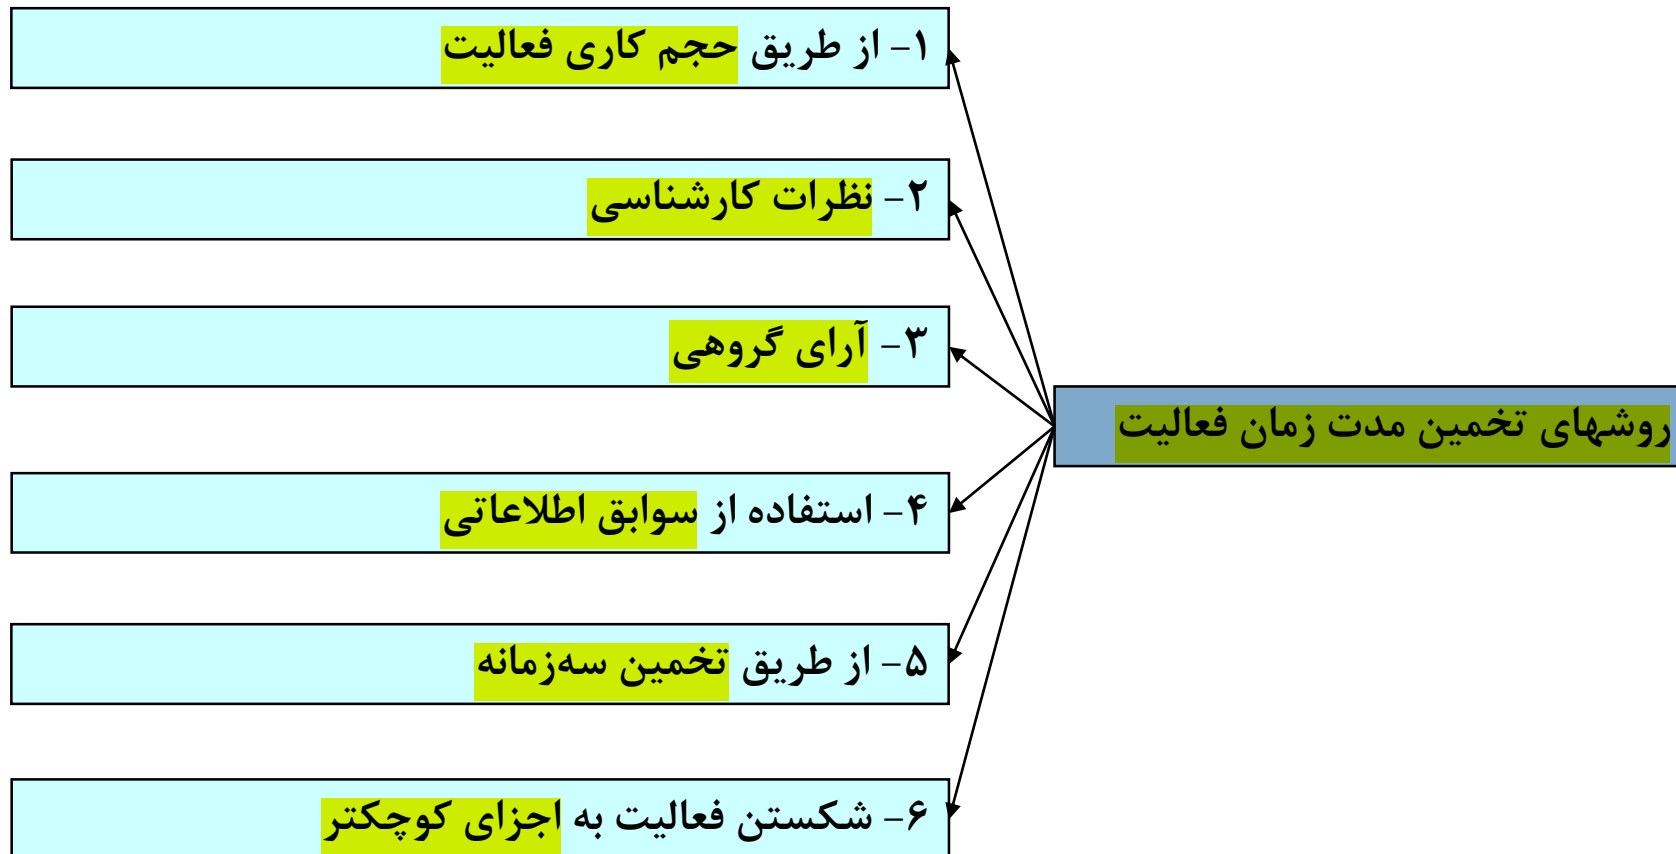 روشهای تخمین مدت زمان فعالیت
۱- از طریق حجم کاری فعالیت
۲- نظرات کارشناسی
۳- آرای گروهی
۴- استفاده از سوابق اطلاعاتی
۵- از طریق تخمین سه‌زمانه
۶- شکستن فعالیت به اجزای کوچکتر